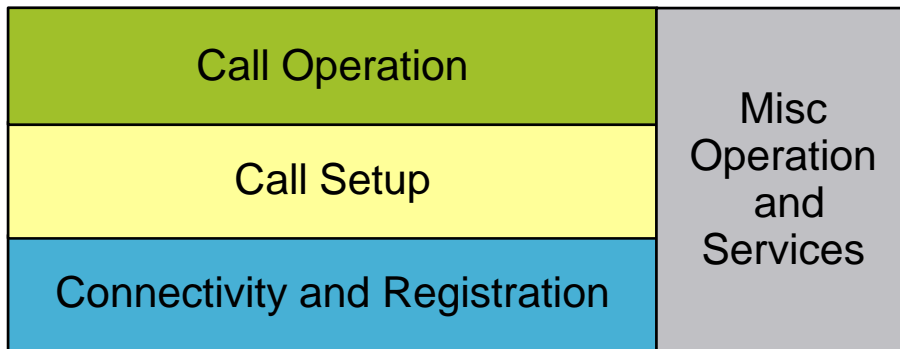 Call Operation
Call Setup
Connectivity and Registration
Misc
Operation
and
Services